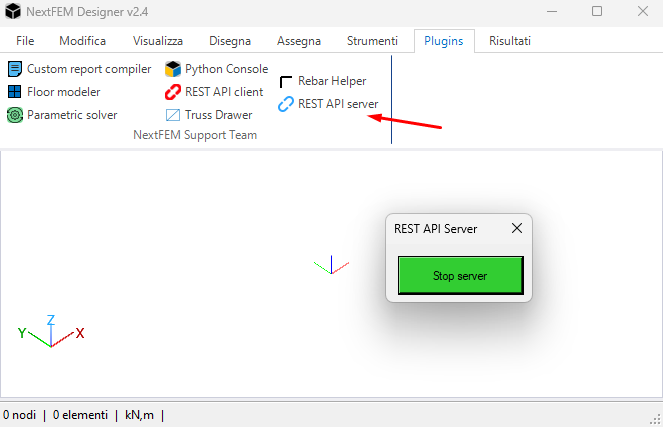 NextFEM Designer v2.4
File Modifica Visualizza Disegna Assegna Strumenti Plugins Risultati
Custom report compiler Python Console Rebar Helper
Floor modeler REST API client REST API server
Parametric solver Truss Drawer
NextFEM Support Team
REST API Server
Stop server
Z
Y X
0 nodi | 0 elementi | kN,m |